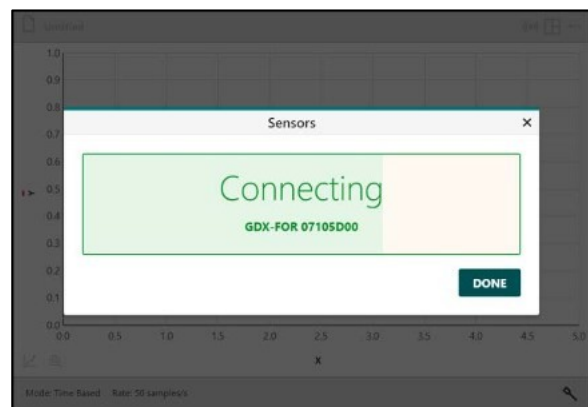 untitled
1.0
0.9
0.8
0.7
0.6
0.5
0.4
0.3
0.2
0.1
0.0
0.0 0.5 1.0 1.5 2.0 2.5 3.0 3.5 4.0 4.5 5.0
X
Sensors ×
Connecting
GDX-FOR 07105D00
DONE
Mode: Time Based Rate: 50 samples/s